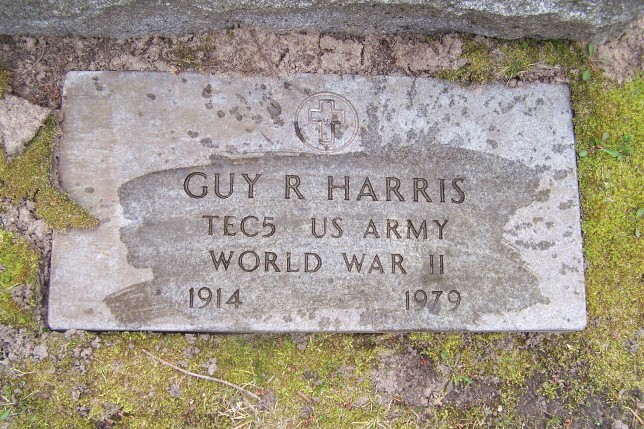 GUY R HARRIS
TEC5 US ARMY
WORLD WAR II
1914 1979